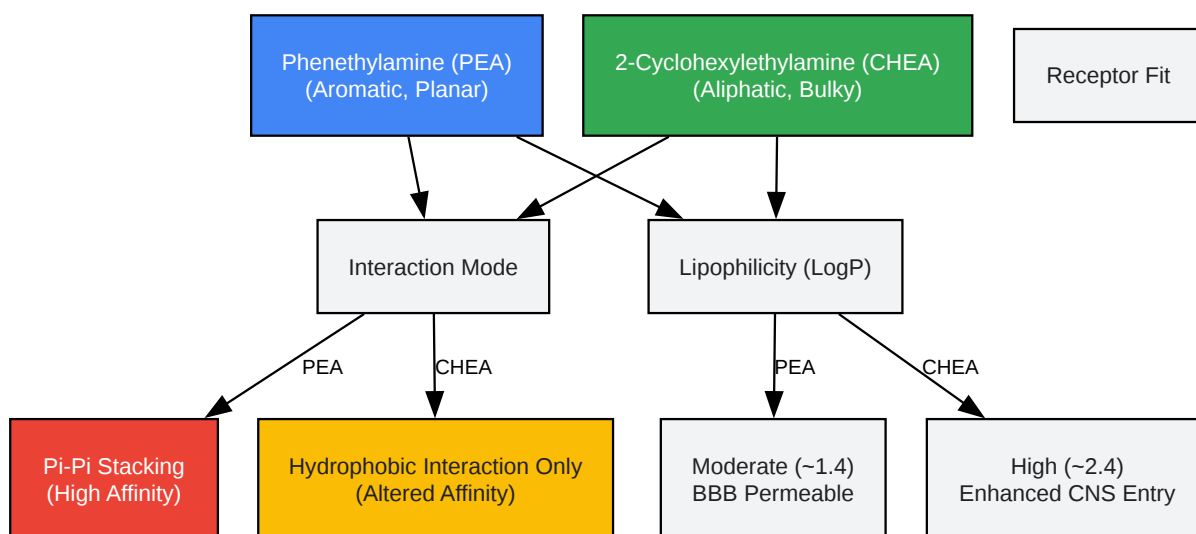 Phenethylamine (PEA)
(Aromatic, Planar)
2-Cyclohexylethylamine (CHEA)
(Aliphatic, Bulky)
Receptor Fit
Interaction Mode
Lipophilicity (LogP)
PEA
CHEA
PEA
CHEA
Pi-Pi Stacking
(High Affinity)
Hydrophobic Interaction Only
(Altered Affinity)
Moderate (~1.4)
BBB Permeable
High (~2.4)
Enhanced CNS Entry